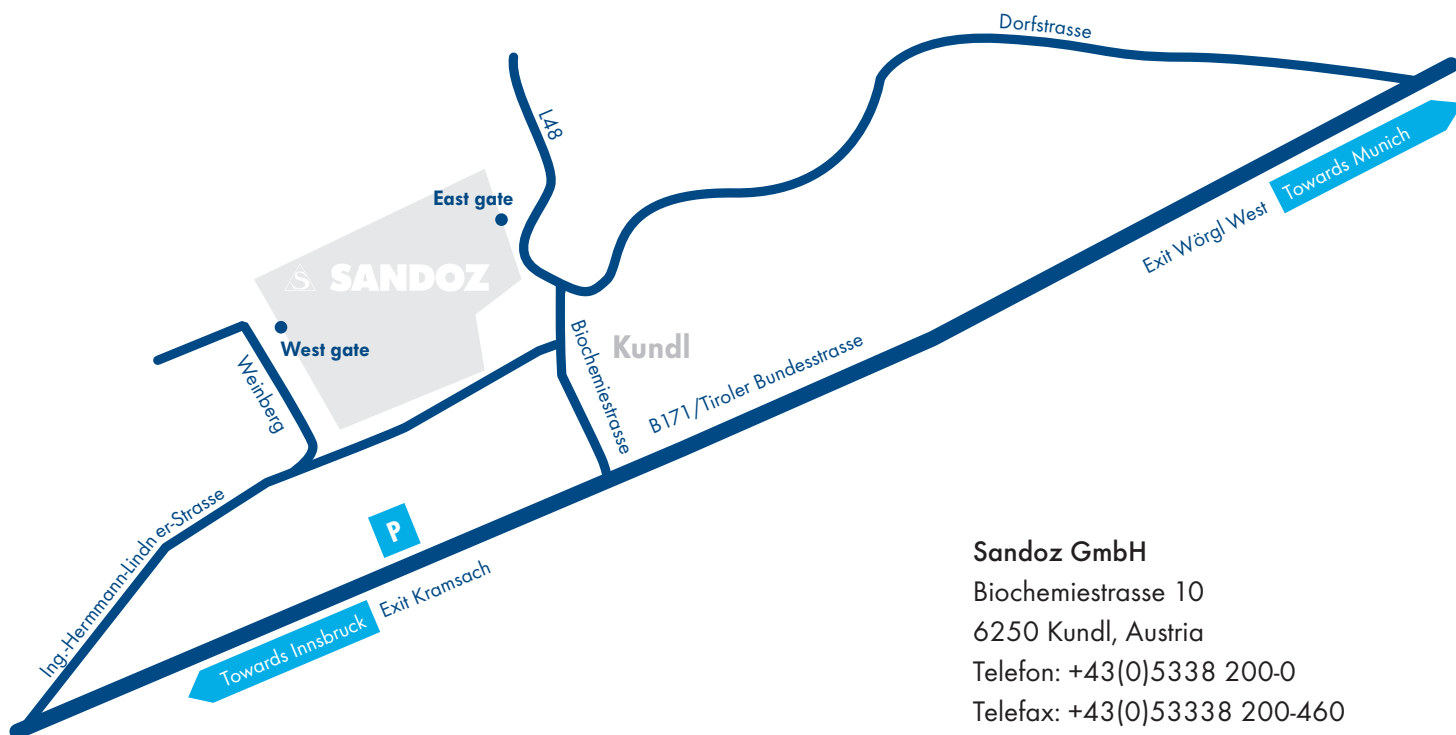 Dorfstrasse
L48
Towards Munich
East gate
Exit Wörgl West
S SANDOZ
West gate
Biochemiestrasse
Kundl
Weinberg
B171/Tiroler Bundesstrasse
Ing.-Hermmann-Lindner-Strasse
P
Exit Kramsach
Towards Innsbruck
Sandoz GmbH
Biochemiestrasse 10
6250 Kundl, Austria
Telefon: +43(0)5338 200-0
Telefax: +43(0)53338 200-460